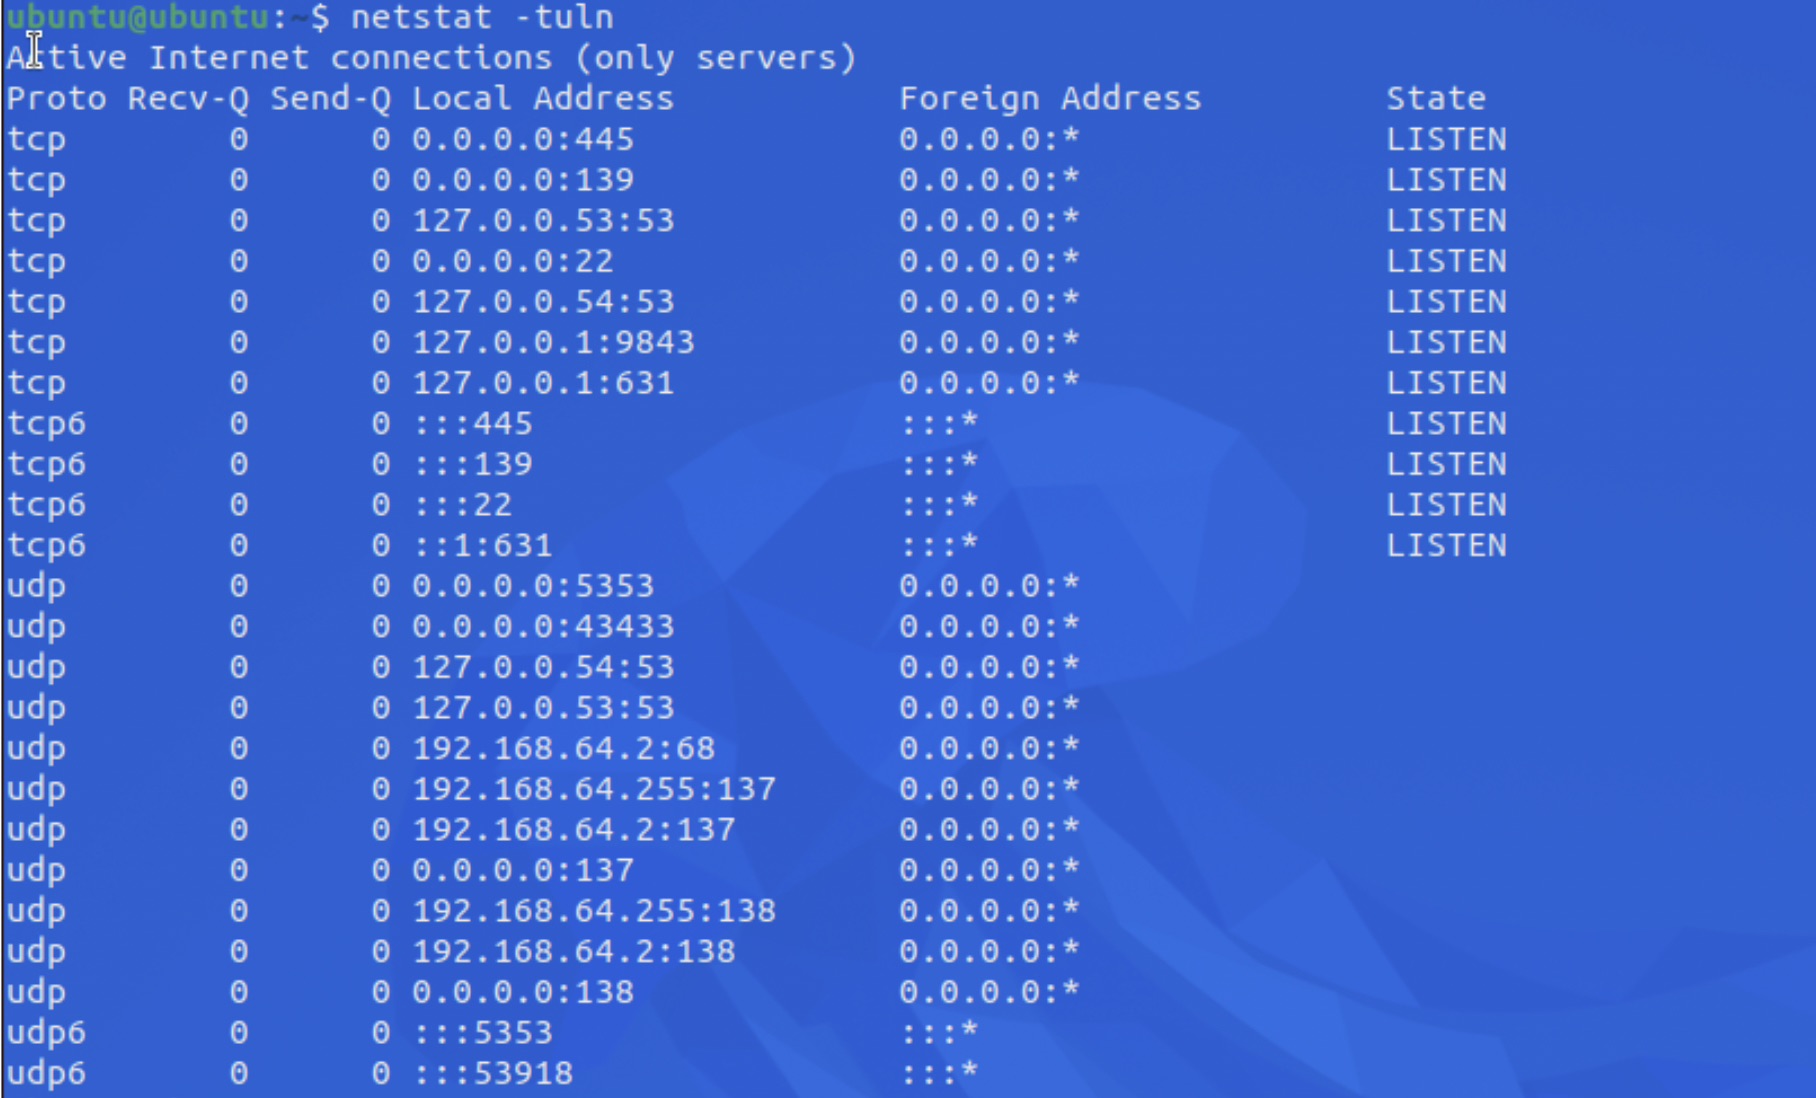 ubuntu@ubuntu:~$ netstat -tuln
Active Internet connections (only servers)
Proto Recv-Q Send-Q Local Address           Foreign Address         State
tcp        0      0 0.0.0.0:445             0.0.0.0:*               LISTEN
tcp        0      0 0.0.0.0:139             0.0.0.0:*               LISTEN
tcp        0      0 127.0.0.53:53           0.0.0.0:*               LISTEN
tcp        0      0 0.0.0.0:22              0.0.0.0:*               LISTEN
tcp        0      0 127.0.0.54:53           0.0.0.0:*               LISTEN
tcp        0      0 127.0.0.1:9843          0.0.0.0:*               LISTEN
tcp        0      0 127.0.0.1:631           0.0.0.0:*               LISTEN
tcp6       0      0 :::445                  :::*                    LISTEN
tcp6       0      0 :::139                  :::*                    LISTEN
tcp6       0      0 :::22                   :::*                    LISTEN
tcp6       0      0 ::1:631                 :::*                    LISTEN
udp        0      0 0.0.0.0:5353            0.0.0.0:*
udp        0      0 0.0.0.0:43433           0.0.0.0:*
udp        0      0 127.0.0.54:53           0.0.0.0:*
udp        0      0 127.0.0.53:53           0.0.0.0:*
udp        0      0 192.168.64.2:68         0.0.0.0:*
udp        0      0 192.168.64.255:137      0.0.0.0:*
udp        0      0 192.168.64.2:137        0.0.0.0:*
udp        0      0 0.0.0.0:137             0.0.0.0:*
udp        0      0 192.168.64.255:138      0.0.0.0:*
udp        0      0 192.168.64.2:138        0.0.0.0:*
udp        0      0 0.0.0.0:138             0.0.0.0:*
udp6       0      0 :::5353                 :::*
udp6       0      0 :::53918                :::*